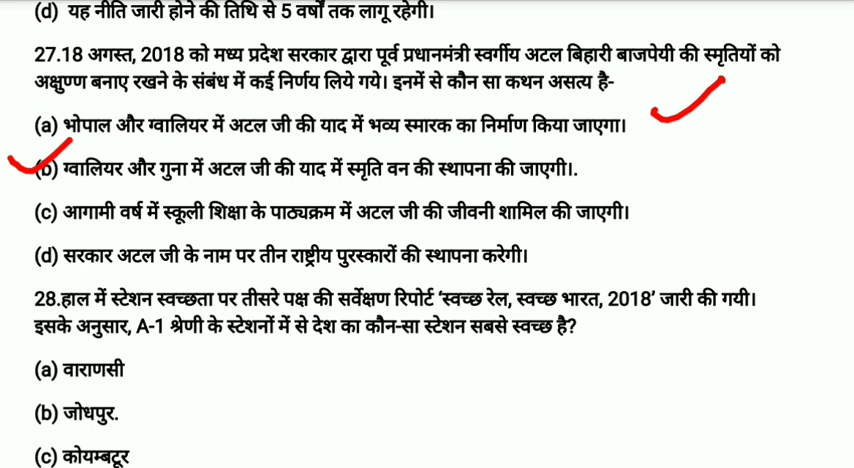 (d) यह नीति जारी होने की तिथि से 5 वर्षों तक लागू रहेगी।
27.18 अगस्त, 2018 को मध्य प्रदेश सरकार द्वारा पूर्व प्रधानमंत्री स्वर्गीय अटल बिहारी बाजपेयी की स्मृतियों को
अक्षुण्ण बनाए रखने के संबंध में कई निर्णय लिये गये। इनमें से कौन सा कथन असत्य है-
(a) भोपाल और ग्वालियर में अटल जी की याद में भव्य स्मारक का निर्माण किया जाएगा।
(b) ग्वालियर और गुना में अटल जी की याद में स्मृति वन की स्थापना की जाएगी।.
(c) आगामी वर्ष में स्कूली शिक्षा के पाठ्यक्रम में अटल जी की जीवनी शामिल की जाएगी।
(d) सरकार अटल जी के नाम पर तीन राष्ट्रीय पुरस्कारों की स्थापना करेगी।
28.हाल में स्टेशन स्वच्छता पर तीसरे पक्ष की सर्वेक्षण रिपोर्ट ‘स्वच्छ रेल, स्वच्छ भारत, 2018’ जारी की गयी।
इसके अनुसार, A-1 श्रेणी के स्टेशनों में से देश का कौन-सा स्टेशन सबसे स्वच्छ है?
(a) वाराणसी
(b) जोधपुर.
(c) कोयम्बटूर